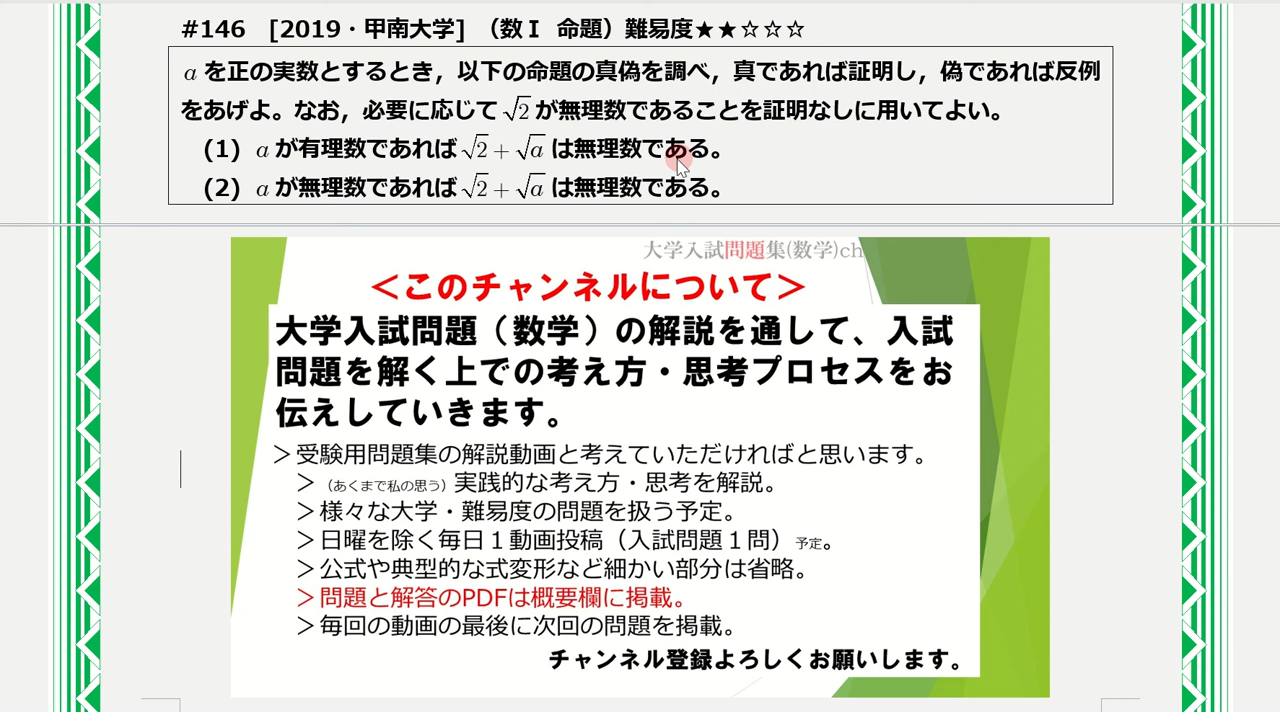 #146 [2019・甲南大学] （数Ⅰ 命題）難易度★★☆☆☆
a を正の実数とするとき，以下の命題の真偽を調べ，真であれば証明し，偽であれば反例
をあげよ。なお，必要に応じて √2 が無理数であることを証明なしに用いてよい。
(1) a が有理数であれば √2 + √a は無理数である。
(2) a が無理数であれば √2 + √a は無理数である。
大学入試問題集(数学)ch
＜このチャンネルについて＞
大学入試問題（数学）の解説を通して、入試
問題を解く上での考え方・思考プロセスをお
伝えしていきます。
＞受験用問題集の解説動画と考えていただければと思います。
＞（あくまで私の思う）実践的な考え方・思考を解説。
＞様々な大学・難易度の問題を扱う予定。
＞日曜を除く毎日１動画投稿（入試問題１問）予定。
＞公式や典型的な式変形など細かい部分は省略。
＞問題と解答のPDFは概要欄に掲載。
＞毎回の動画の最後に次回の問題を掲載。
チャンネル登録よろしくお願いします。